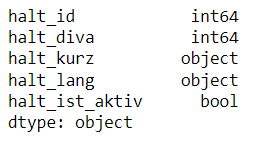 halt_id int64
halt_diva int64
halt_kurz object
halt_lang object
halt_ist_aktiv bool
dtype: object